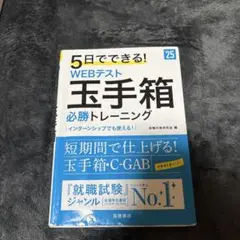 5日でできる!
'25
WEBテスト
玉手箱
必勝トレーニング
インターンシップでも使える!
短期間で仕上げる!
玉手箱・C-GAB
『就職試験』
ジャンル
No.1